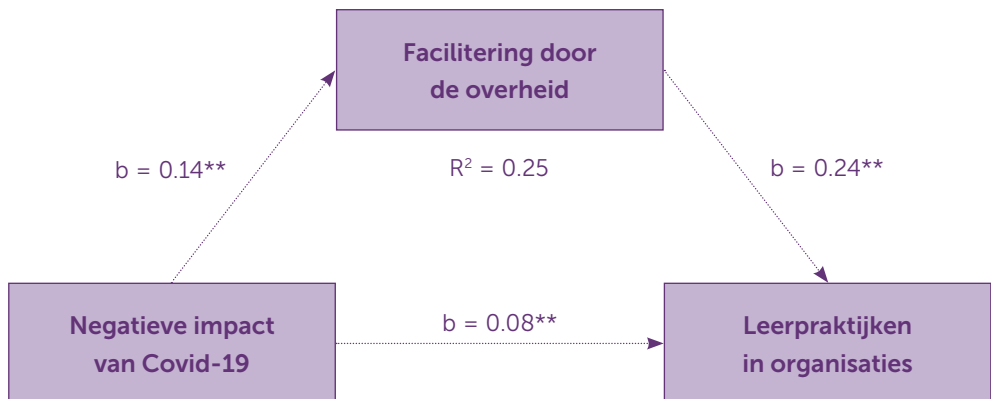 Facilitering door
de overheid
b = 0.14**
R² = 0.25
b = 0.24**
Negatieve impact
van Covid-19
b = 0.08**
Leerpraktijken
in organisaties